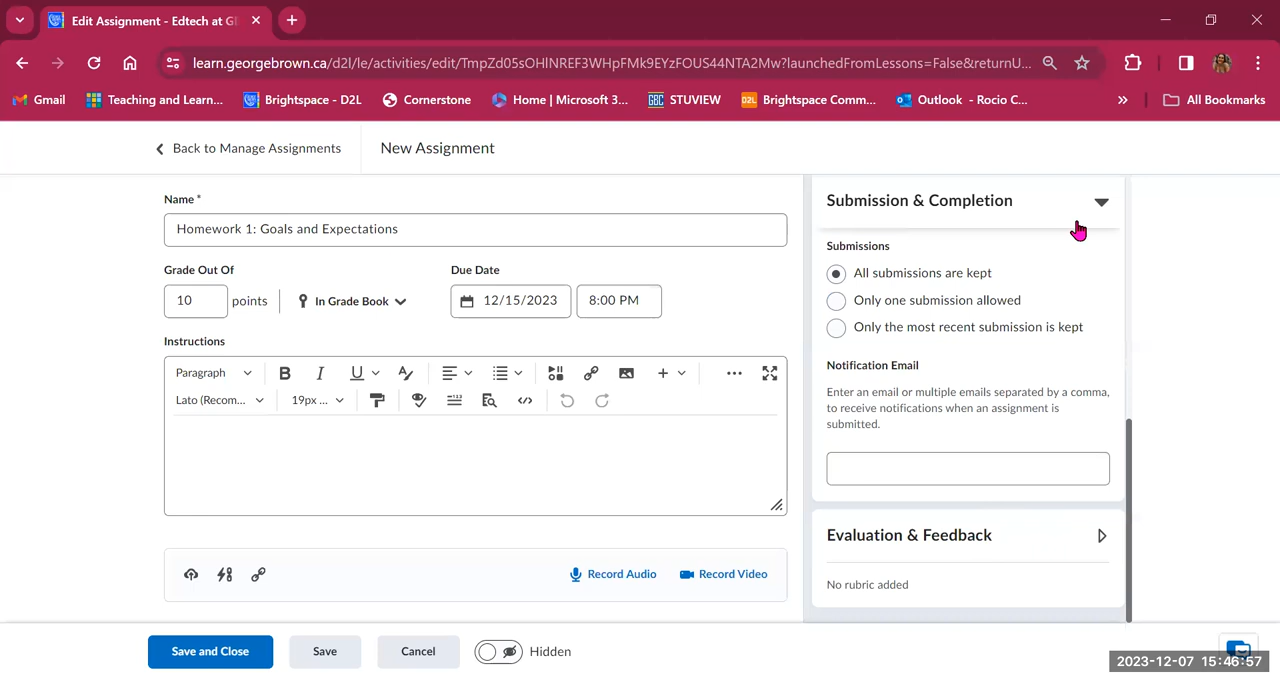 Edit Assignment - Edtech at G
learn.georgebrown.ca/d2l/le/activities/edit/TmpZd05sOHlNREF3WHpFMk9EYzFOUS44NTA2Mw?launchedFromLessons=False&returnU...
Gmail
Teaching and Learn...
Brightspace - D2L
Cornerstone
Home | Microsoft 3...
GBC STUVIEW
D2L Brightspace Comm...
Outlook - Rocio C...
»
All Bookmarks
Back to Manage Assignments
New Assignment
Name *
Homework 1: Goals and Expectations
Grade Out Of
Due Date
10 points
In Grade Book
12/15/2023
8:00 PM
Instructions
Paragraph
B I U
Lato (Recom...
19px ...
Record Audio
Record Video
Submission & Completion
Submissions
All submissions are kept
Only one submission allowed
Only the most recent submission is kept
Notification Email
Enter an email or multiple emails separated by a comma,
to receive notifications when an assignment is
submitted.
Evaluation & Feedback
No rubric added
Save and Close
Save
Cancel
Hidden
2023-12-07 15:46:57